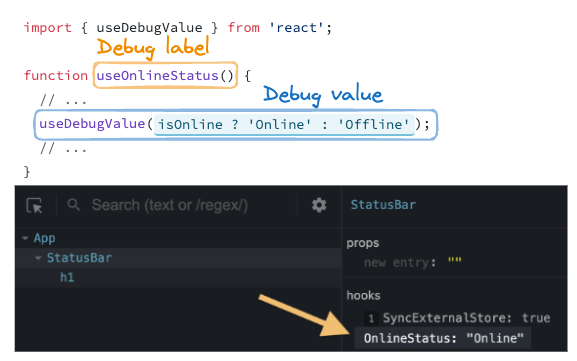 import { useDebugValue } from 'react';
Debug label
function useOnlineStatus() {
// ...
Debug value
useDebugValue(isOnline ? 'Online' : 'Offline');
// ...
}
Search (text or /regex/)
StatusBar
App
props
StatusBar
new entry: ""
h1
hooks
1 SyncExternalStore: true
OnlineStatus: "Online"